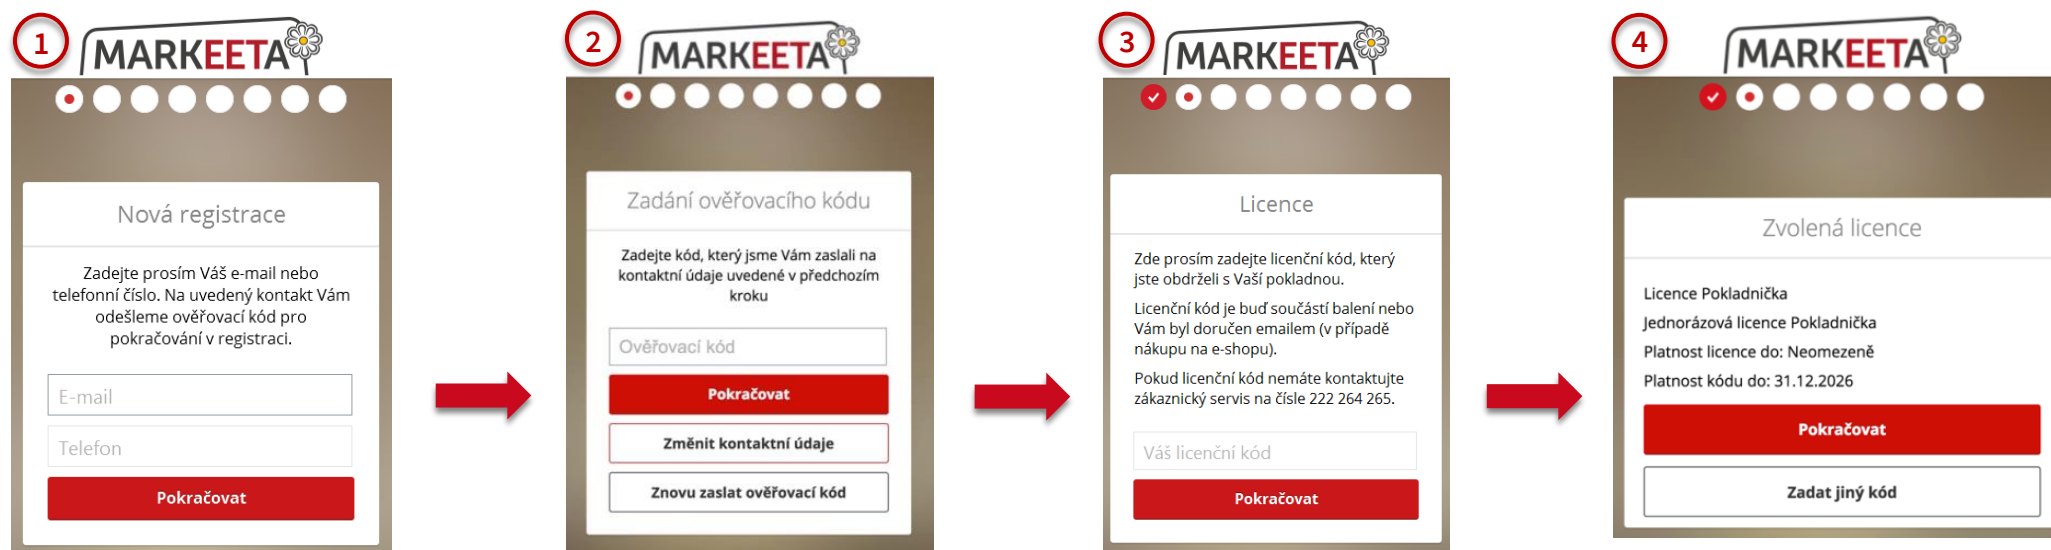 1
MARKEETA
Nová registrace
Zadejte prosím Váš e-mail nebo
telefonní číslo. Na uvedený kontakt Vám
odešleme ověřovací kód pro
pokračování v registraci.
E-mail
Telefon
Pokračovat
2
MARKEETA
Zadání ověřovacího kódu
Zadejte kód, který jsme Vám zaslali na
kontaktní údaje uvedené v předchozím
kroku
Ověřovací kód
Pokračovat
Změnit kontaktní údaje
Znovu zaslat ověřovací kód
3
MARKEETA
Licence
Zde prosím zadejte licenční kód, který
jste obdrželi s Vaší pokladnou.
Licenční kód je buď součástí balení nebo
Vám byl doručen emailem (v případě
nákupu na e-shopu).
Pokud licenční kód nemáte kontaktujte
zákaznický servis na čísle 222 264 265.
Váš licenční kód
Pokračovat
4
MARKEETA
Zvolená licence
Licence Pokladnička
Jednorázová licence Pokladnička
Platnost licence do: Neomezeně
Platnost kódu do: 31.12.2026
Pokračovat
Zadat jiný kód